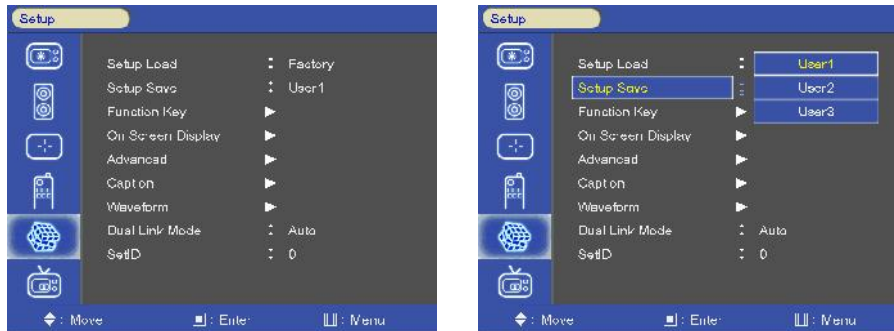 Setup
Setup Load : Factory
Setup Save : User1
Function Key
On Screen Display
Advanced
Caption
Waveform
Dual Link Mode : Auto
SetID : 0
: Move : Enter : Menu
Setup
Setup Load : User1
Setup Save : User2
Function Key User3
On Screen Display
Advanced
Caption
Waveform
Dual Link Mode : Auto
SetID : 0
: Move : Enter : Menu